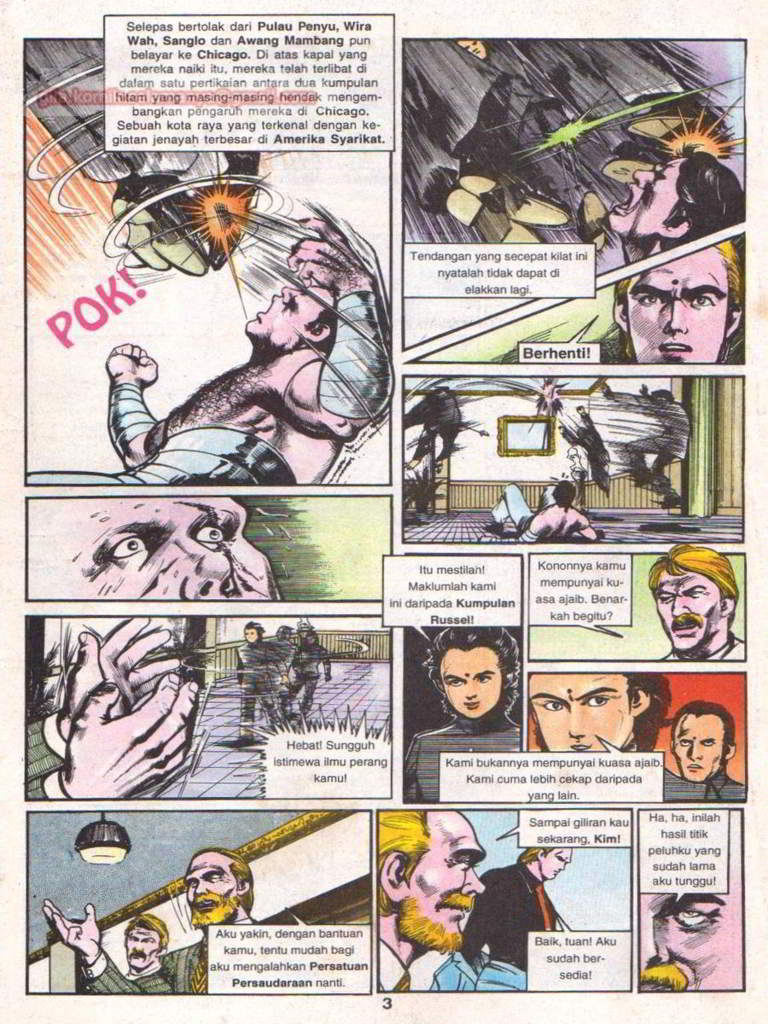 Selepas bertolak dari Pulau Penyu, Wira
Wah, Sanglo dan Awang Mambang pun
belayar ke Chicago. Di atas kapal yang
mereka naiki itu, mereka telah terlibat di
dalam satu pertikaian antara dua kumpulan
hitam yang masing-masing hendak mengem-
bangkan pengaruh mereka di Chicago.
Sebuah kota raya yang terkenal dengan ke-
giatan jenayah terbesar di Amerika Syarikat.
POK!
Tendangan yang secepat kilat ini
nyatalah tidak dapat di
elakkan lagi.
Berhenti!
Itu mestilah!
Maklumlah kami
ini daripada Kumpulan
Russel!
Kononnya kamu
mempunyai ku-
asa ajaib. Benar-
kah begitu?
Hebat! Sungguh
istimewa ilmu perang
kamu!
Kami bukannya mempunyai kuasa ajaib.
Kami cuma lebih cekap daripada
yang lain.
Aku yakin, dengan bantuan
kamu, tentu mudah bagi
aku mengalahkan Persatuan
Persaudaraan nanti.
Sampai giliran kau
sekarang, Kim!
Baik, tuan! Aku
sudah ber-
sedia!
Ha, ha, inilah
hasil titik
peluhku yang
sudah lama
aku tunggu!
3